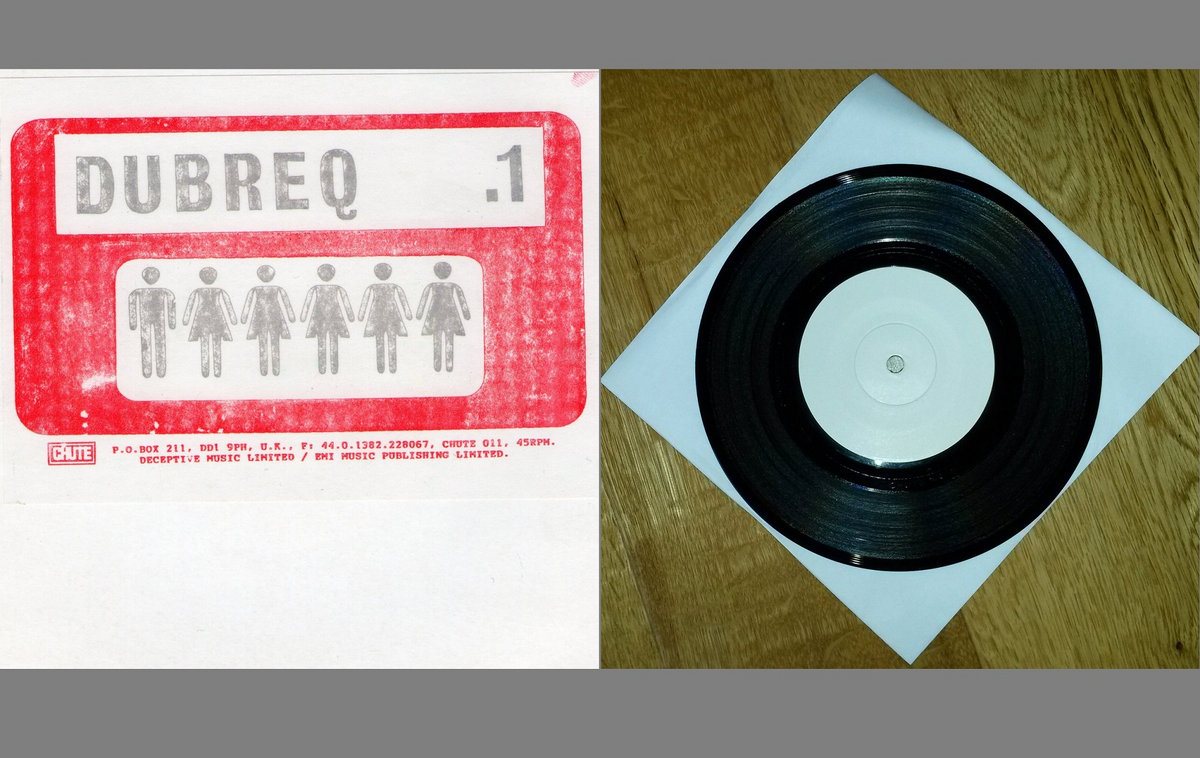 DUBREQ .1
CHUTE P.O.BOX 211, DD1 9PH, U.K., F: 44.0.1382.228067, CHUTE 011, 45RPM.
DECEPTIVE MUSIC LIMITED / EMI MUSIC PUBLISHING LIMITED.